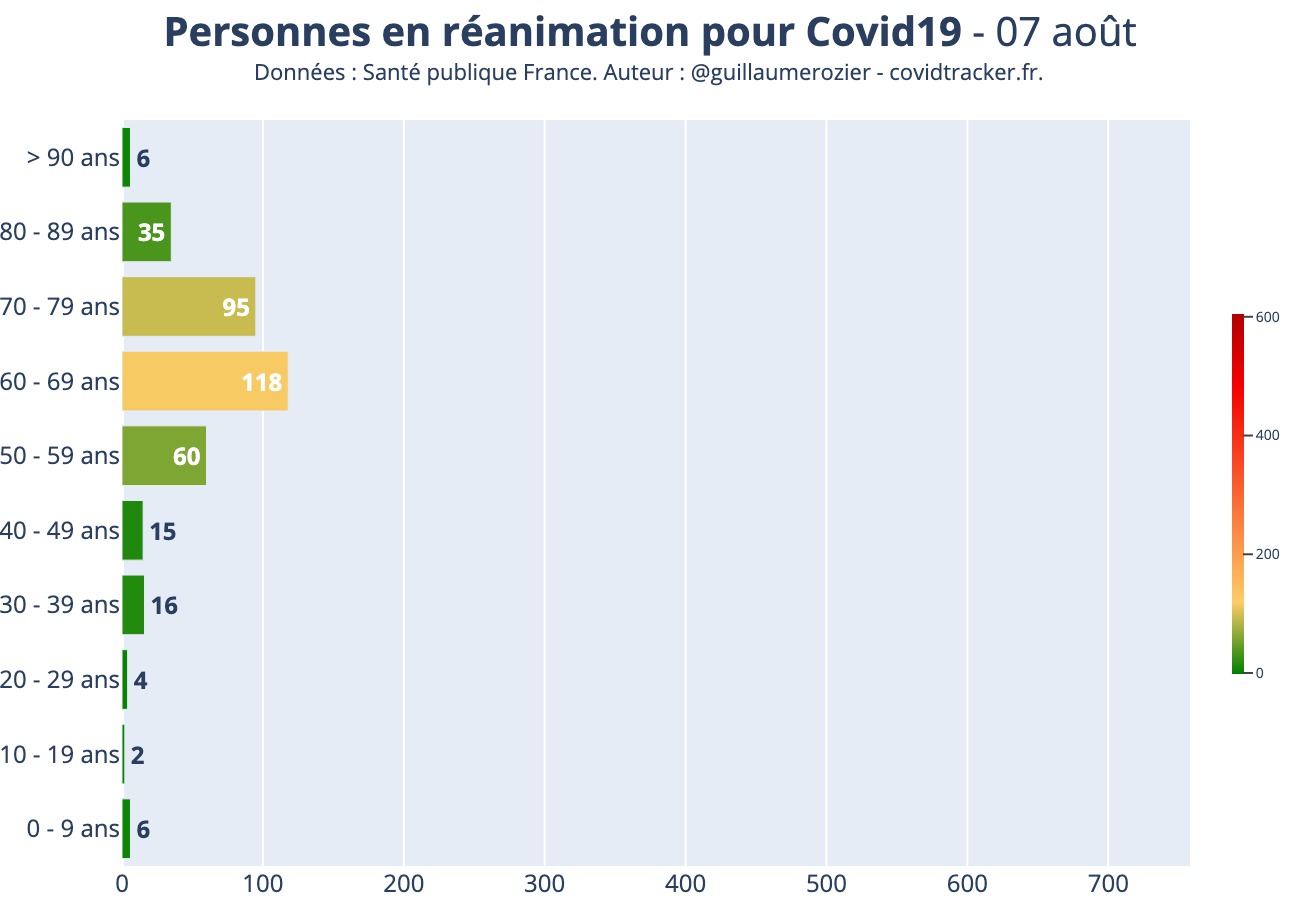 Personnes en réanimation pour Covid19 - 07 août
Données : Santé publique France. Auteur : @guillaumerozier - covidtracker.fr.
> 90 ans 6
80 - 89 ans 35
70 - 79 ans 95
60 - 69 ans 118
50 - 59 ans 60
40 - 49 ans 15
30 - 39 ans 16
20 - 29 ans 4
10 - 19 ans 2
0 - 9 ans 6
0 100 200 300 400 500 600 700
600
400
200
0